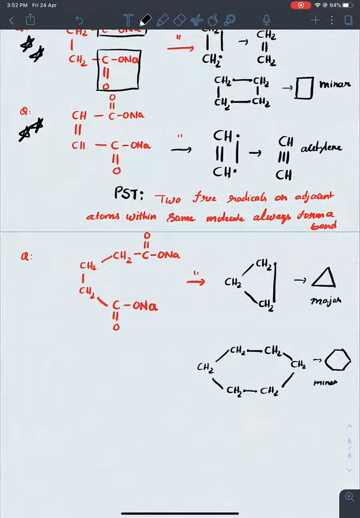 3:52 PM Fri 24 Apr
64%
CH₂ — C — ONa
||
O
"
CH₂•
CH₂
||
CH₂
CH₂ — CH₂
CH₂ — CH₂
minor
Q:
O
||
CH — C — ONa
||
CH — C — ONa
||
O
"
CH•
||
CH•
CH
|||
CH
acetylene
PST: Two free radicals on adjacent
atoms within same molecule always form a
bond
Q:
O
||
CH₂ — CH₂ — C — ONa
CH₂
C — ONa
||
O
"
CH₂
CH₂
CH₂
major
CH₂ — CH₂
CH₂
CH₂
CH₂ — CH₂
minor
6
/
8